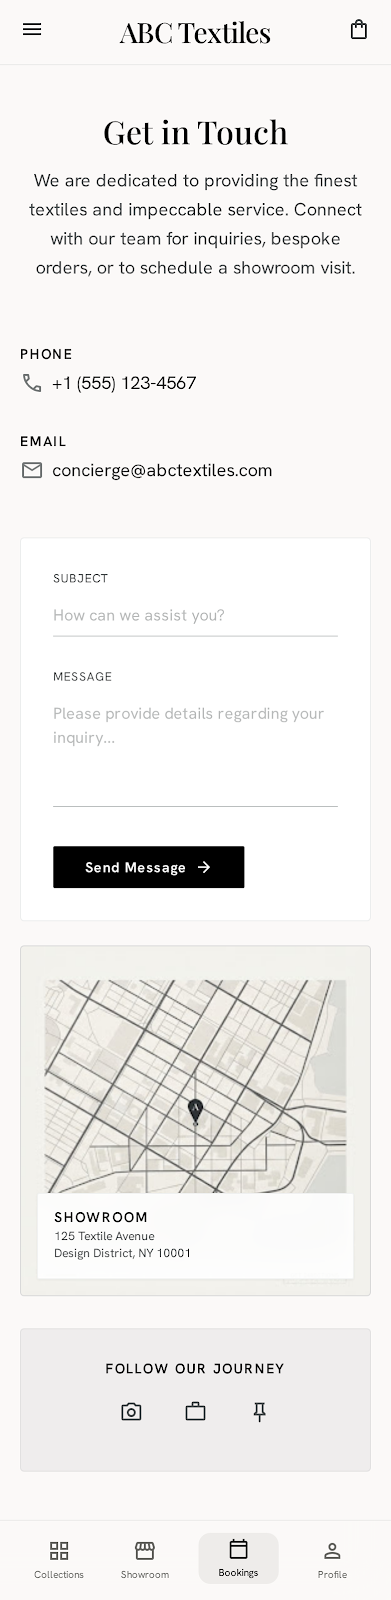 ABC Textiles
Get in Touch
We are dedicated to providing the finest
textiles and impeccable service. Connect
with our team for inquiries, bespoke
orders, or to schedule a showroom visit.
PHONE
+1 (555) 123-4567
EMAIL
concierge@abctextiles.com
SUBJECT
How can we assist you?
MESSAGE
Please provide details regarding your
inquiry...
Send Message
SHOWROOM
125 Textile Avenue
Design District, NY 10001
FOLLOW OUR JOURNEY
Collections
Showroom
Bookings
Profile